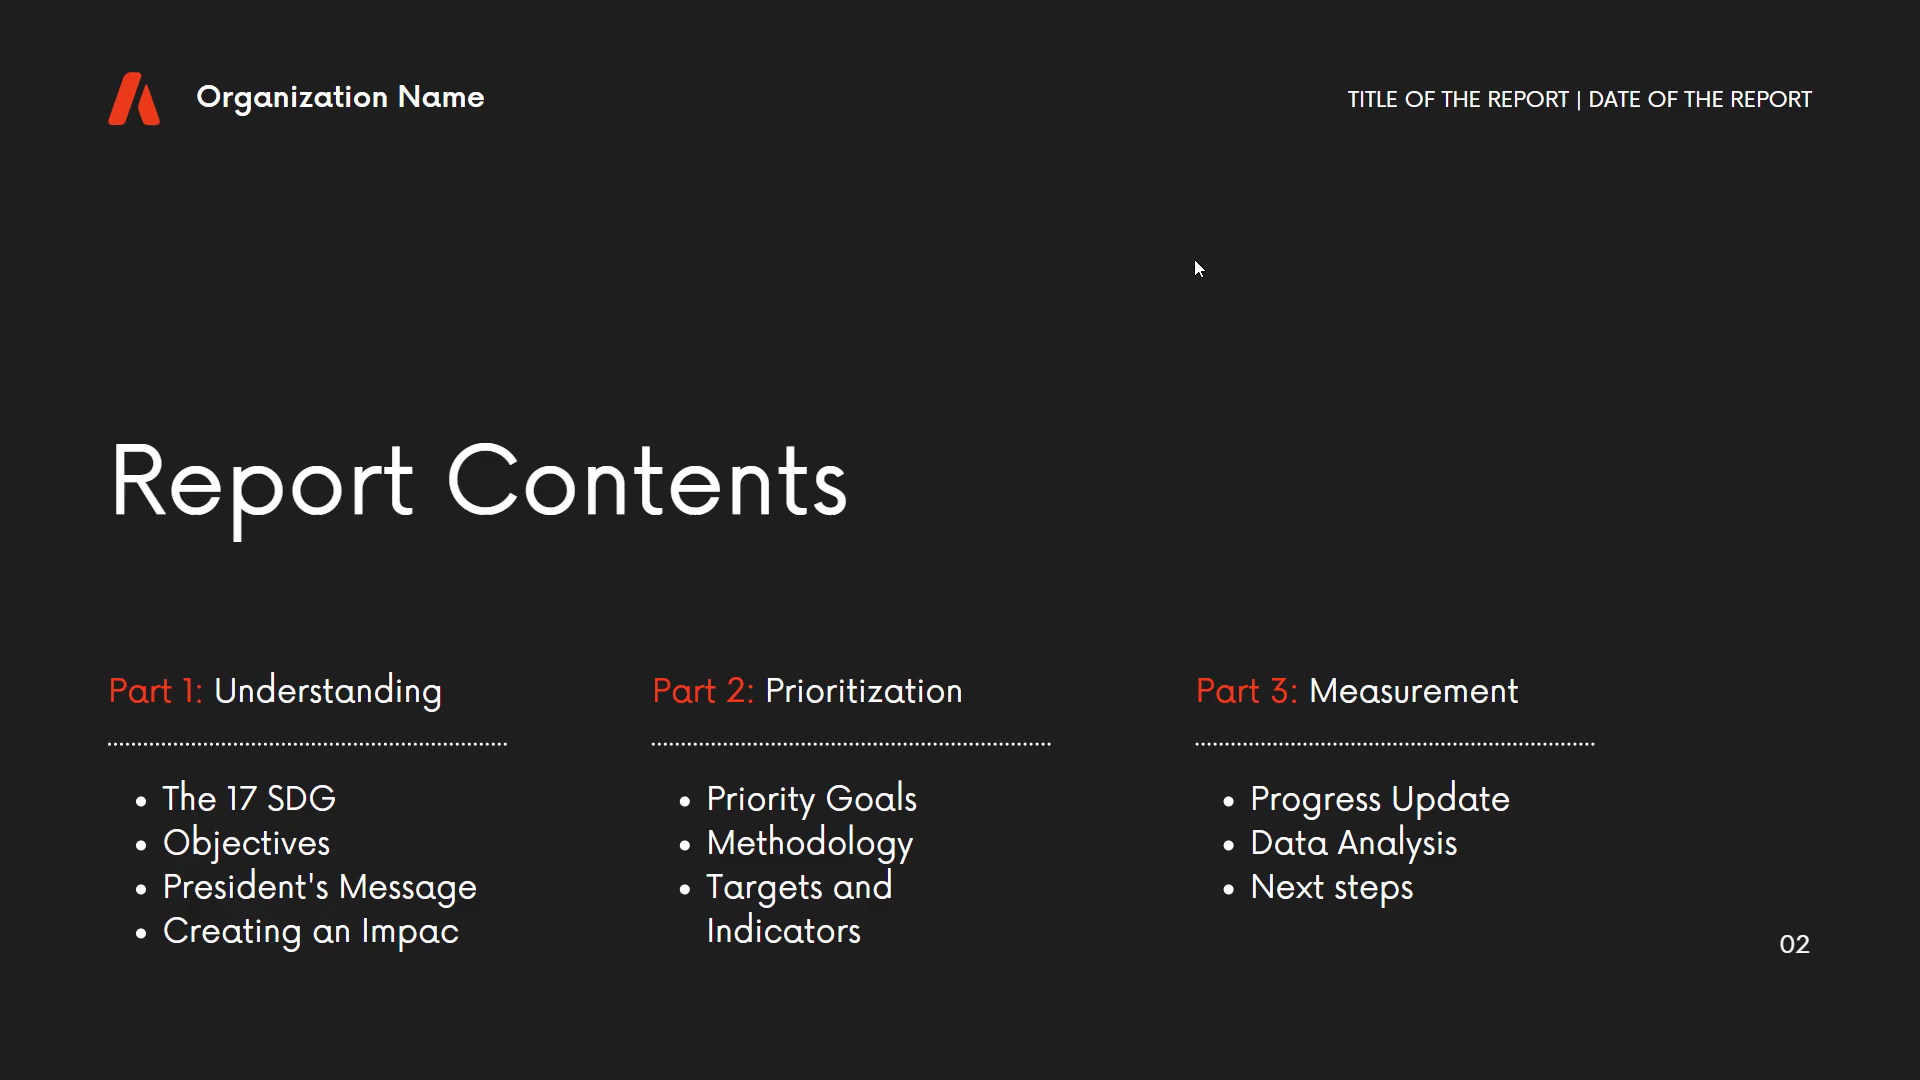 Organization Name
TITLE OF THE REPORT | DATE OF THE REPORT
Report Contents
Part 1: Understanding
The 17 SDG
Objectives
President's Message
Creating an Impac
Part 2: Prioritization
Priority Goals
Methodology
Targets and
Indicators
Part 3: Measurement
Progress Update
Data Analysis
Next steps
02